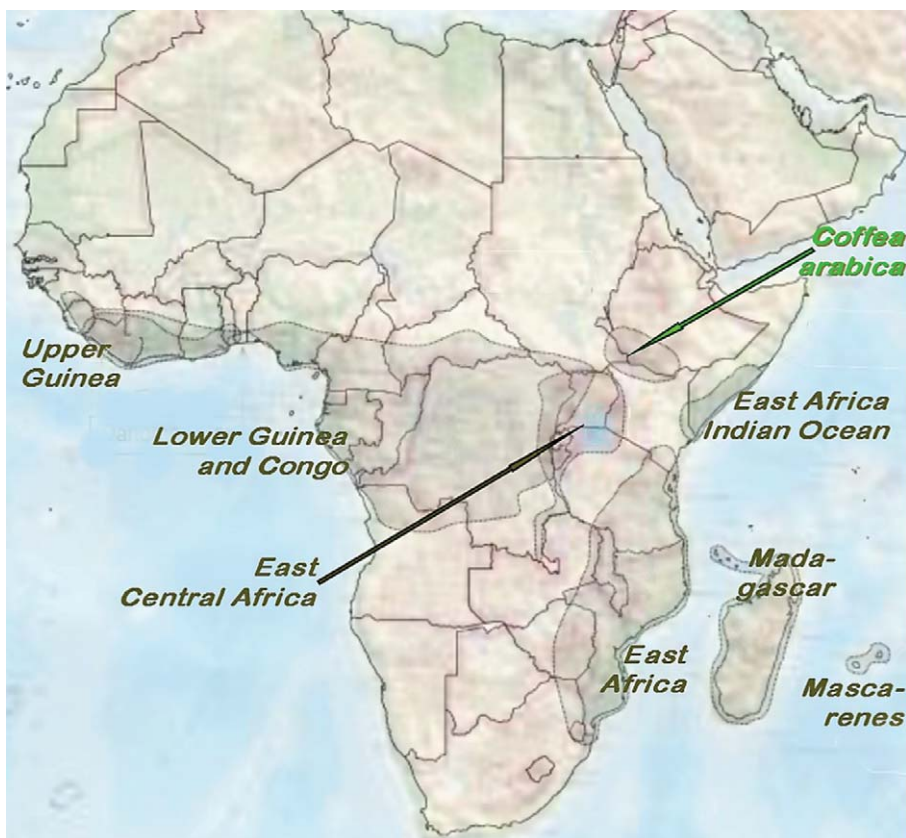 Coffea
arabica
Upper
Guinea
East Africa
Indian Ocean
Lower Guinea
and Congo
East
Central Africa
Mada-
gascar
East
Africa
Masca-
renes